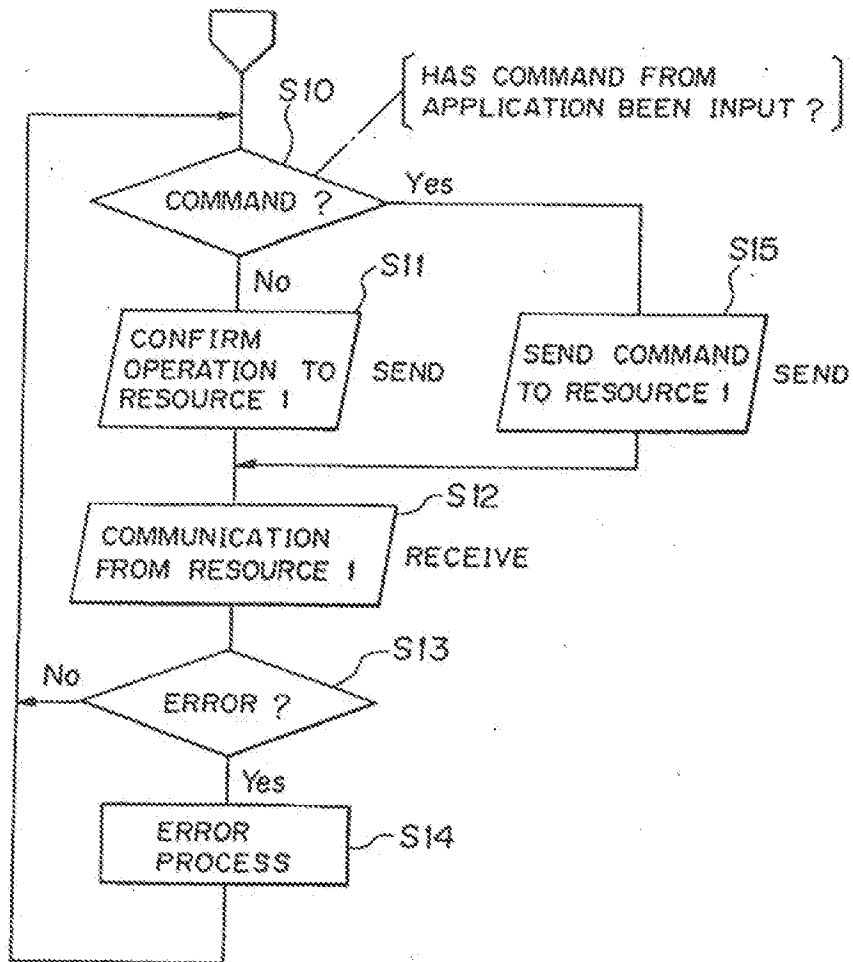 HAS COMMAND FROM
APPLICATION BEEN INPUT ?
S10
COMMAND ?
Yes
No
S11
CONFIRM
OPERATION TO
RESOURCE 1
SEND
S15
SEND COMMAND
TO RESOURCE 1
SEND
S12
COMMUNICATION
FROM RESOURCE 1
RECEIVE
S13
No
ERROR ?
Yes
ERROR
PROCESS
S14